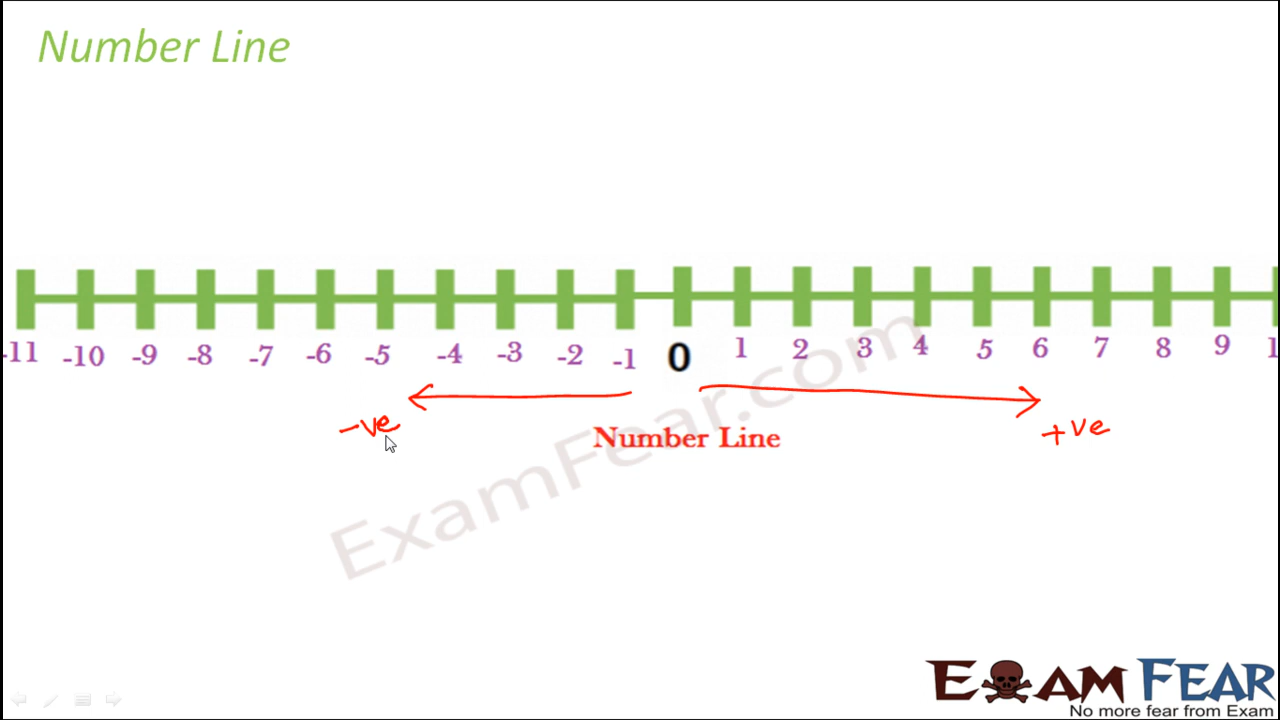 Number Line
-11 -10 -9 -8 -7 -6 -5 -4 -3 -2 -1 0 1 2 3 4 5 6 7 8 9 1
-ve +ve
Number Line
ExamFear.com
EXAM FEAR
No more fear from Exam